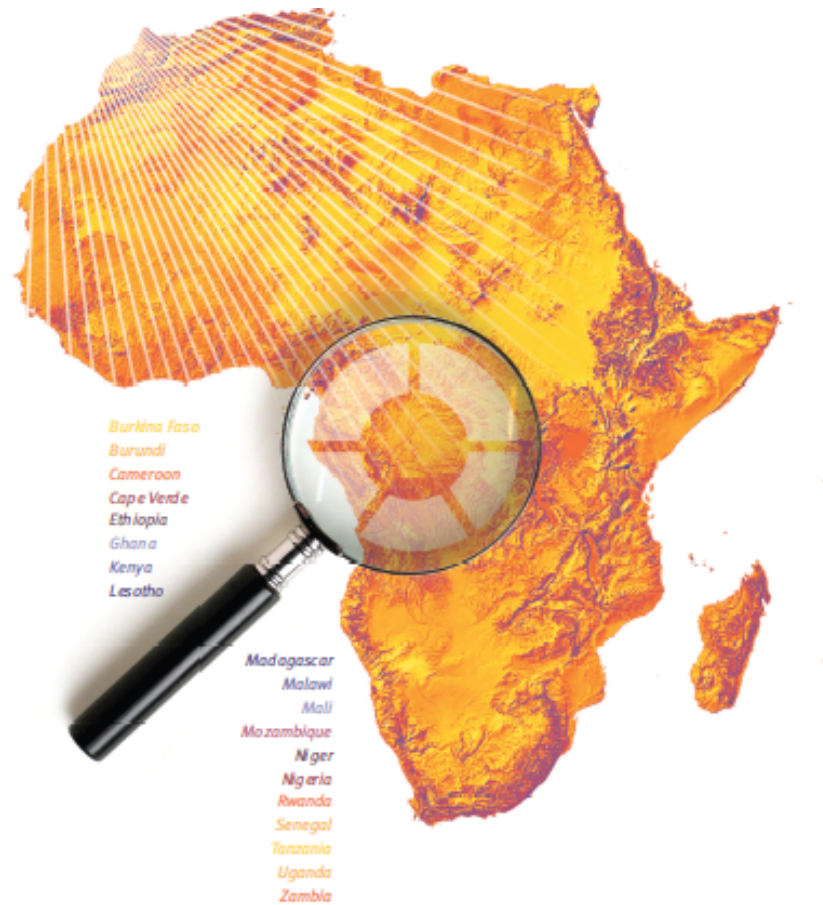 Burkina Faso
Burundi
Cameroon
Cape Verde
Ethiopia
Ghana
Kenya
Lesotho
Madagascar
Malawi
Mali
Mozambique
Niger
Nigeria
Rwanda
Senegal
Tanzania
Uganda
Zambia